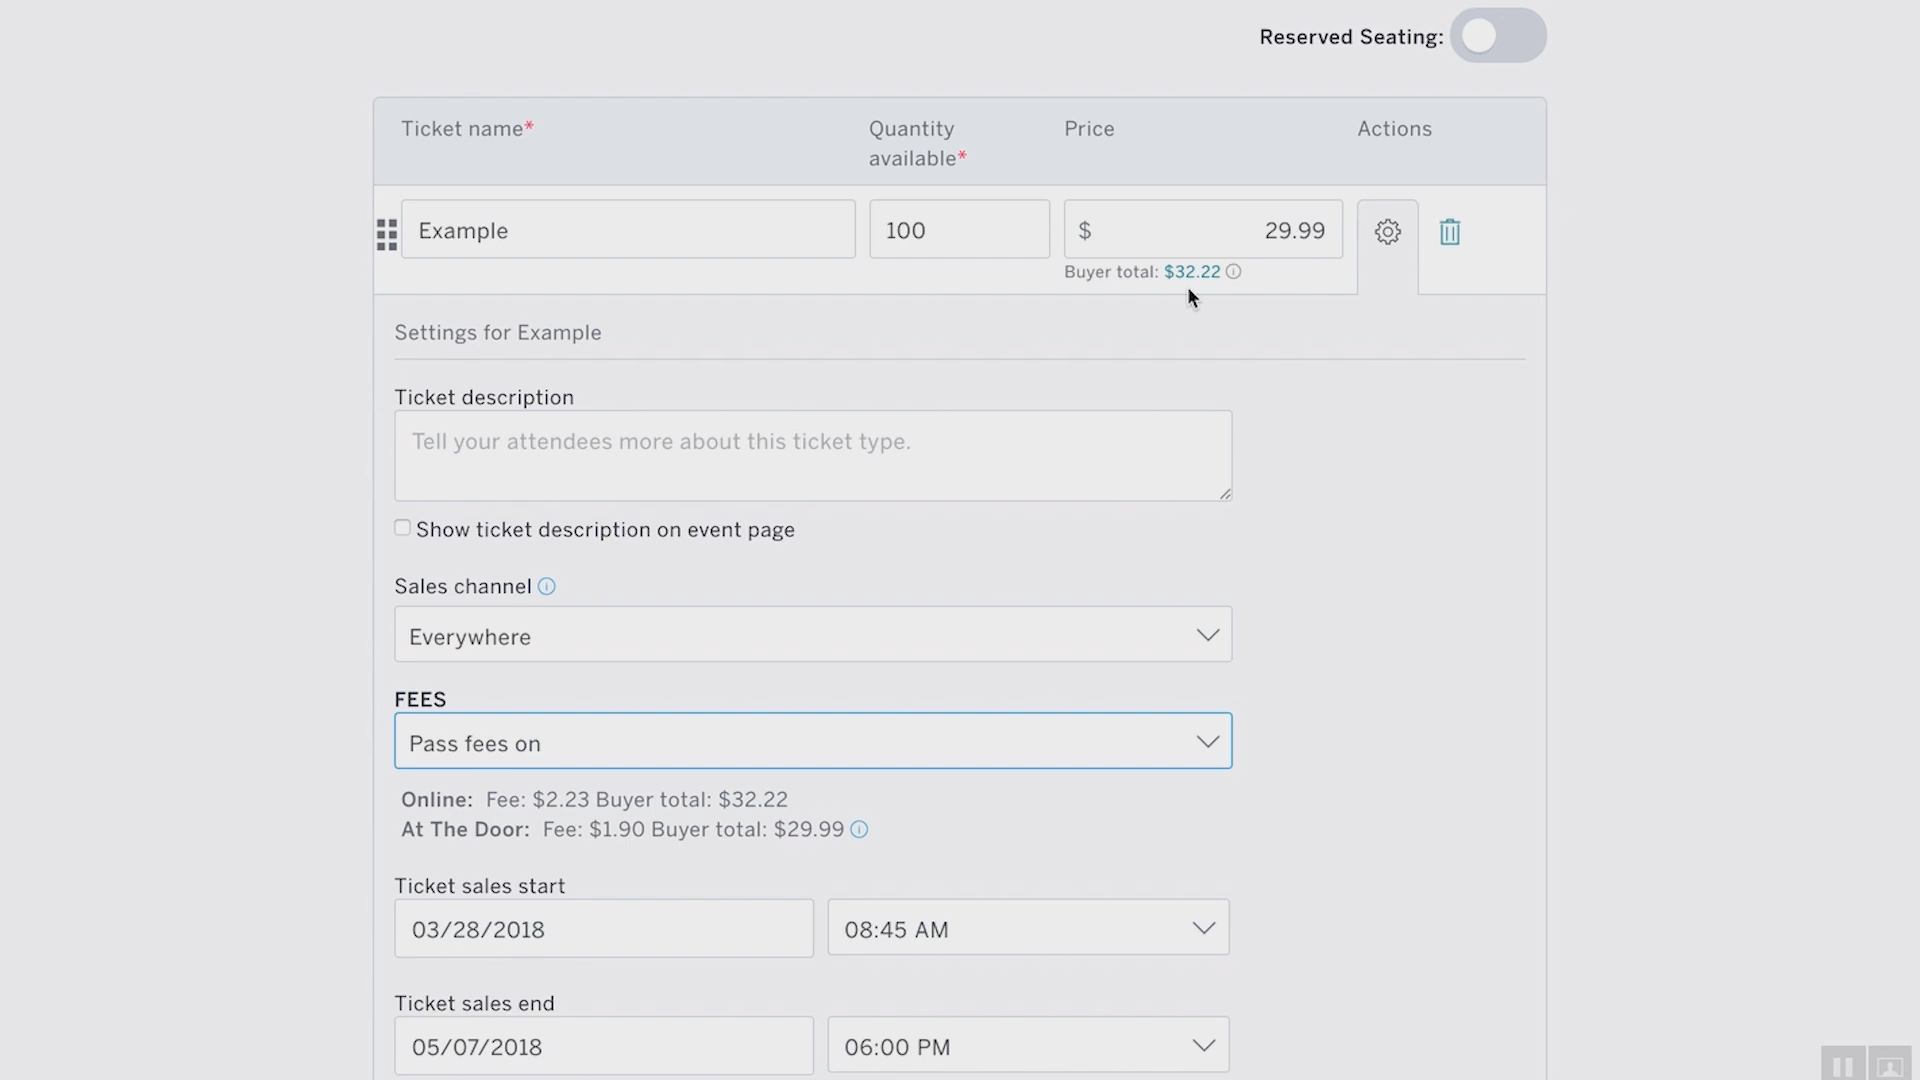 Reserved Seating:
Ticket name*
Quantity
available*
Price
Actions
Example
100
$ 29.99
Buyer total: $32.22
Settings for Example
Ticket description
Tell your attendees more about this ticket type.
Show ticket description on event page
Sales channel
Everywhere
FEES
Pass fees on
Online: Fee: $2.23 Buyer total: $32.22
At The Door: Fee: $1.90 Buyer total: $29.99
Ticket sales start
03/28/2018 08:45 AM
Ticket sales end
05/07/2018 06:00 PM